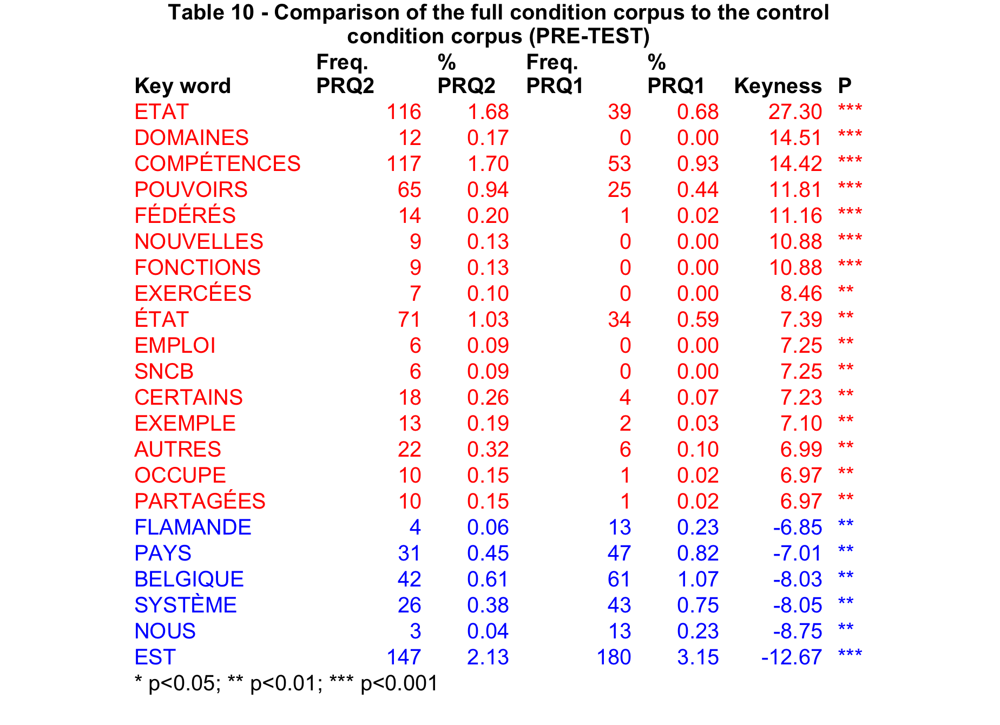 Table 10 - Comparison of the full condition corpus to the control
condition corpus (PRE-TEST)
Freq. % Freq. %
Key word PRQ2 PRQ2 PRQ1 PRQ1 Keyness P
ETAT 116 1.68 39 0.68 27.30 ***
DOMAINES 12 0.17 0 0.00 14.51 ***
COMPÉTENCES 117 1.70 53 0.93 14.42 ***
POUVOIRS 65 0.94 25 0.44 11.81 ***
FÉDÉRÉS 14 0.20 1 0.02 11.16 ***
NOUVELLES 9 0.13 0 0.00 10.88 ***
FONCTIONS 9 0.13 0 0.00 10.88 ***
EXERCÉES 7 0.10 0 0.00 8.46 **
ÉTAT 71 1.03 34 0.59 7.39 **
EMPLOI 6 0.09 0 0.00 7.25 **
SNCB 6 0.09 0 0.00 7.25 **
CERTAINS 18 0.26 4 0.07 7.23 **
EXEMPLE 13 0.19 2 0.03 7.10 **
AUTRES 22 0.32 6 0.10 6.99 **
OCCUPE 10 0.15 1 0.02 6.97 **
PARTAGÉES 10 0.15 1 0.02 6.97 **
FLAMANDE 4 0.06 13 0.23 -6.85 **
PAYS 31 0.45 47 0.82 -7.01 **
BELGIQUE 42 0.61 61 1.07 -8.03 **
SYSTÈME 26 0.38 43 0.75 -8.05 **
NOUS 3 0.04 13 0.23 -8.75 **
EST 147 2.13 180 3.15 -12.67 ***
* p<0.05; ** p<0.01; *** p<0.001